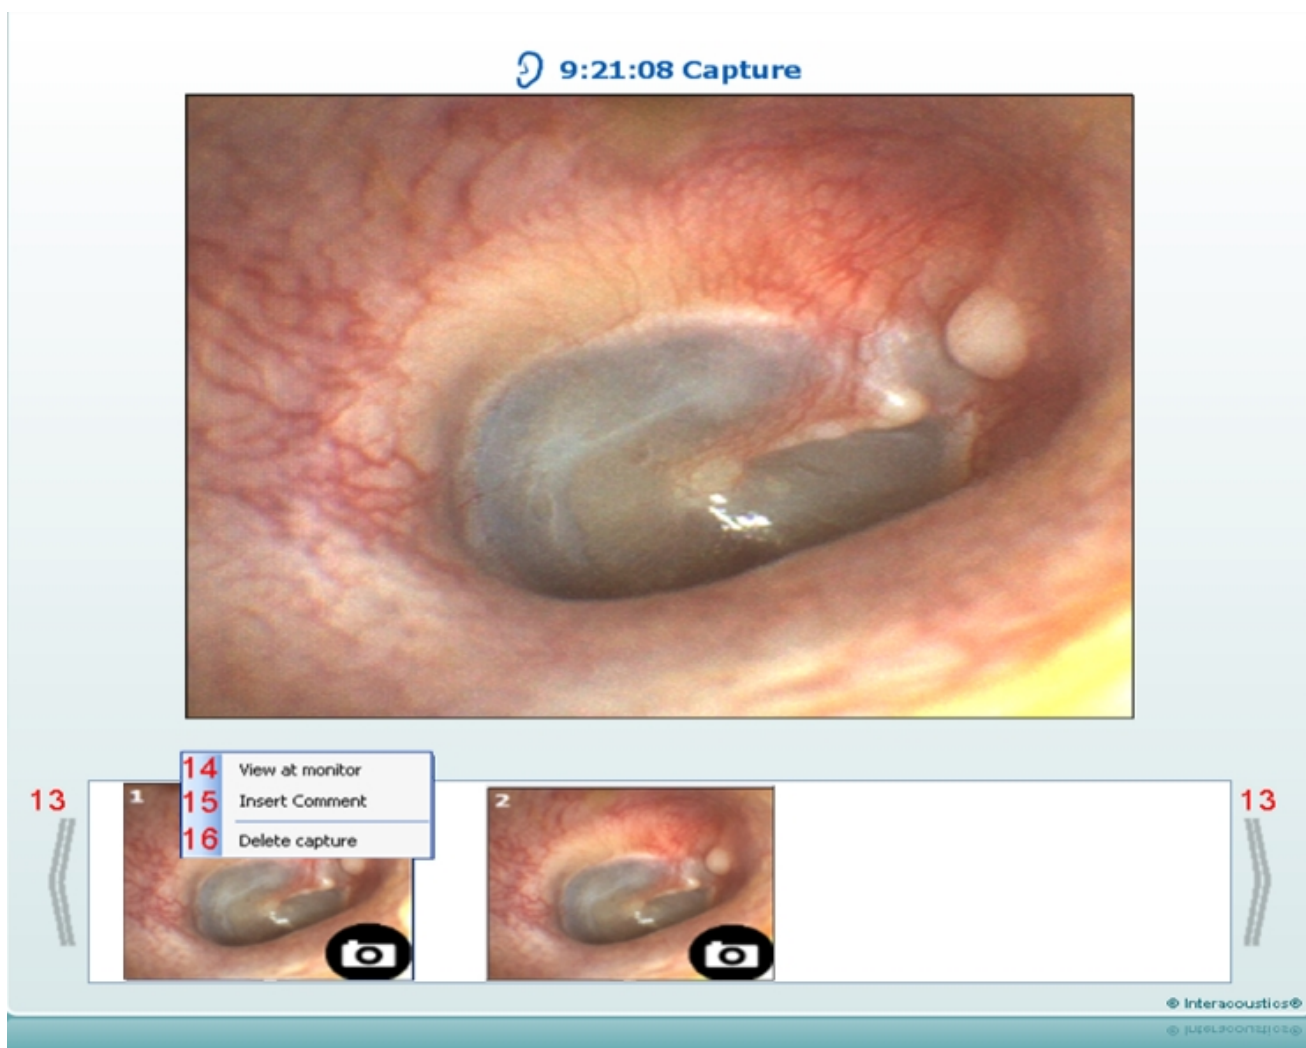 9:21:08 Capture
14 View at monitor
13
1
15 Insert Comment
2
13
16 Delete capture
© Interacoustics®
© Interacoustics®